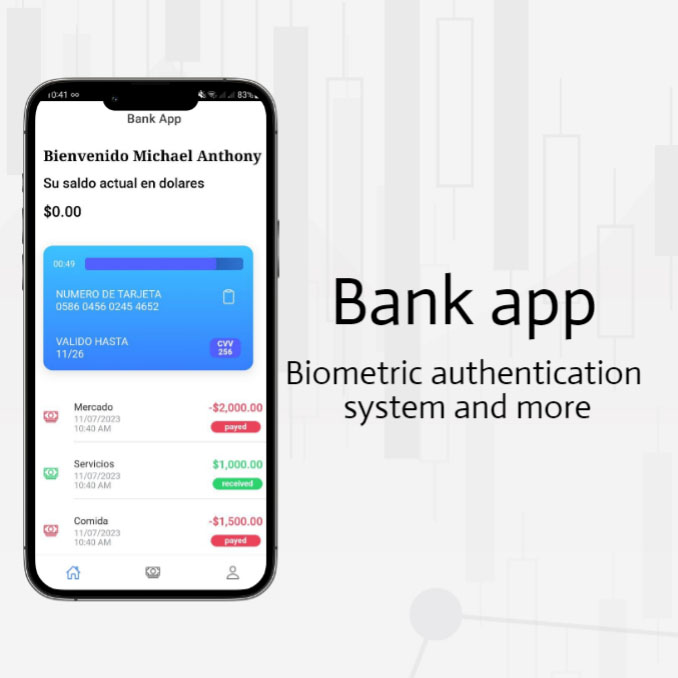 10:41
83%
Bank App
Bienvenido Michael Anthony
Su saldo actual en dolares
$0.00
00:49
NUMERO DE TARJETA
0586 0456 0245 4652
VALIDO HASTA
11/26
CVV
256
Mercado
11/07/2023
10:40 AM
-$2,000.00
payed
Servicios
11/07/2023
10:40 AM
$1,000.00
received
Comida
11/07/2023
10:40 AM
-$1,500.00
payed
Bank app
Biometric authentication
system and more